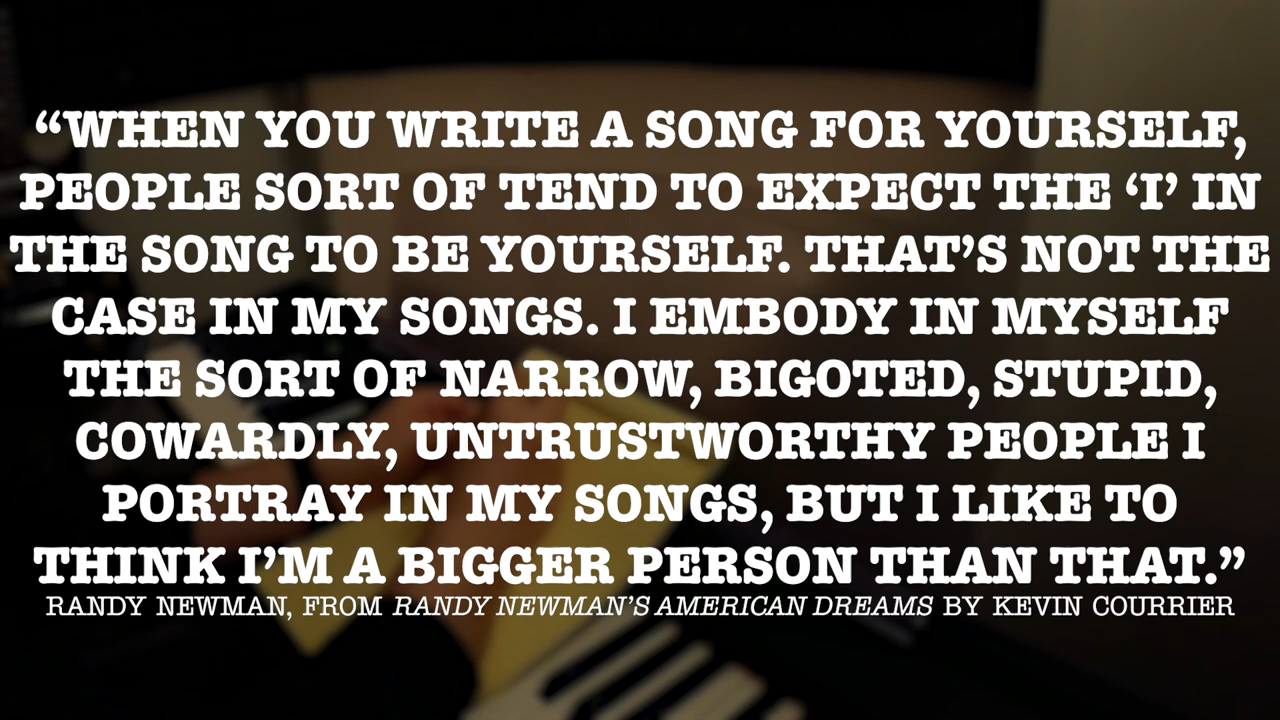 “WHEN YOU WRITE A SONG FOR YOURSELF,
PEOPLE SORT OF TEND TO EXPECT THE ‘I’ IN
THE SONG TO BE YOURSELF. THAT’S NOT THE
CASE IN MY SONGS. I EMBODY IN MYSELF
THE SORT OF NARROW, BIGOTED, STUPID,
COWARDLY, UNTRUSTWORTHY PEOPLE I
PORTRAY IN MY SONGS, BUT I LIKE TO
THINK I’M A BIGGER PERSON THAN THAT.”
RANDY NEWMAN, FROM RANDY NEWMAN’S AMERICAN DREAMS BY KEVIN COURRIER